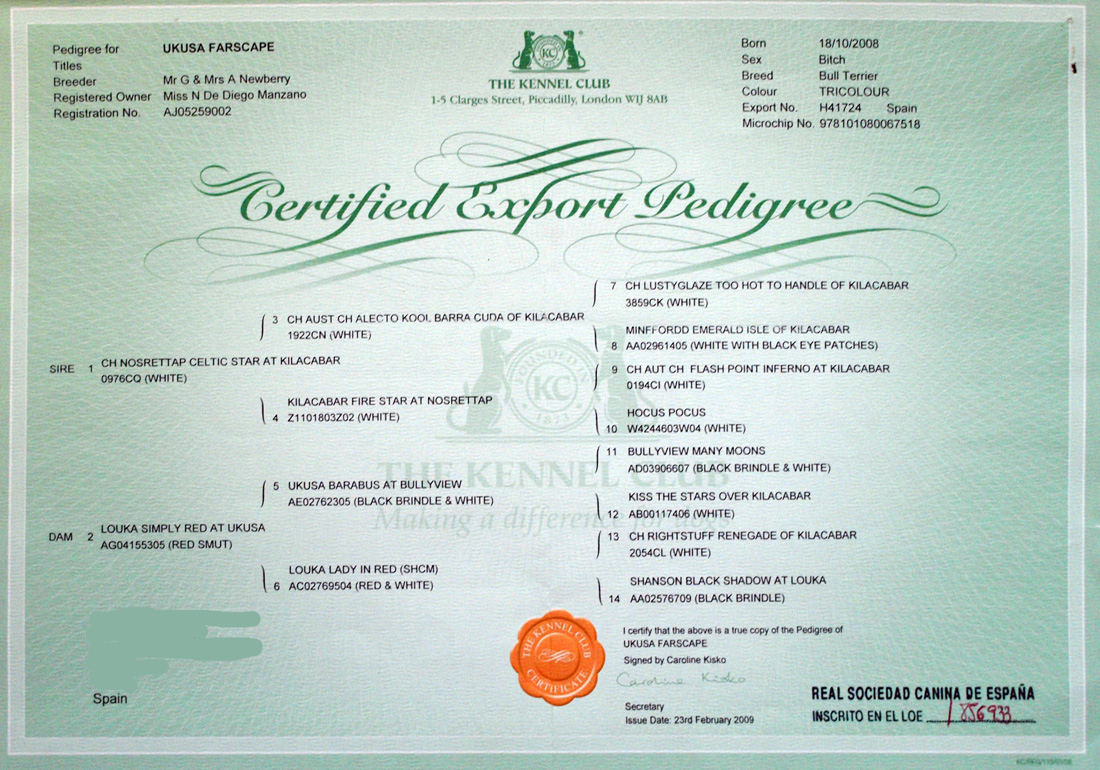 Pedigree for UKUSA FARSCAPE
Titles
Breeder Mr G & Mrs A Newberry
Registered Owner Miss N De Diego Manzano
Registration No. AJ05259002
KC
THE KENNEL CLUB
1-5 Clarges Street, Piccadilly, London W1J 8AB
Born 18/10/2008
Sex Bitch
Breed Bull Terrier
Colour TRICOLOUR
Export No. H41724 Spain
Microchip No. 978101080067518
Certified Export Pedigree
7 CH LUSTYGLAZE TOO HOT TO HANDLE OF KILACABAR
3859CK (WHITE)
3 CH AUST CH ALECTO KOOL BARRA CUDA OF KILACABAR
1922CN (WHITE)
MINFFORDD EMERALD ISLE OF KILACABAR
8 AA02961405 (WHITE WITH BLACK EYE PATCHES)
SIRE 1 CH NOSRETTAP CELTIC STAR AT KILACABAR
0976CQ (WHITE)
9 CH AUT CH FLASH POINT INFERNO AT KILACABAR
0194CI (WHITE)
KILACABAR FIRE STAR AT NOSRETTAP
4 Z1101803Z02 (WHITE)
HOCUS POCUS
10 W4244603W04 (WHITE)
FOUNDED IN
KC
1873
THE KENNEL CLUB
Making a difference for dogs
11 BULLYVIEW MANY MOONS
AD03906607 (BLACK BRINDLE & WHITE)
5 UKUSA BARABUS AT BULLYVIEW
AE02762305 (BLACK BRINDLE & WHITE)
KISS THE STARS OVER KILACABAR
12 AB00117406 (WHITE)
DAM 2 LOUKA SIMPLY RED AT UKUSA
AG04155305 (RED SMUT)
13 CH RIGHTSTUFF RENEGADE OF KILACABAR
2054CL (WHITE)
LOUKA LADY IN RED (SHCM)
6 AC02769504 (RED & WHITE)
SHANSON BLACK SHADOW AT LOUKA
14 AA02576709 (BLACK BRINDLE)
THE KENNEL CLUB
CERTIFICATE
I certify that the above is a true copy of the Pedigree of
UKUSA FARSCAPE
Signed by Caroline Kisko
Caroline Kisko
Secretary
Issue Date: 23rd February 2009
Spain
REAL SOCIEDAD CANINA DE ESPAÑA
INSCRITO EN EL LOE 1856933